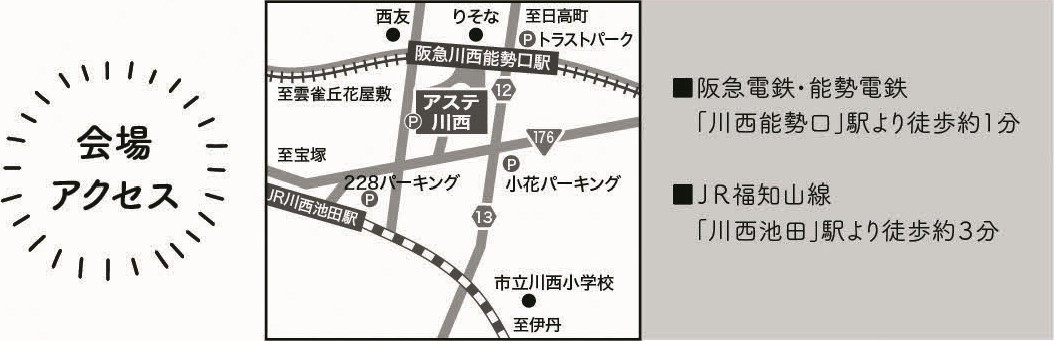 会場
アクセス
西友
りそな
至日高町
Ⓟトラストパーク
阪急川西能勢口駅
至雲雀丘花屋敷
アステ
川西
Ⓟ
12
176
至宝塚
228パーキング
Ⓟ
Ⓟ
小花パーキング
JR川西池田駅
13
市立川西小学校
至伊丹
■阪急電鉄・能勢電鉄
「川西能勢口」駅より徒歩約1分
■JR福知山線
「川西池田」駅より徒歩約3分